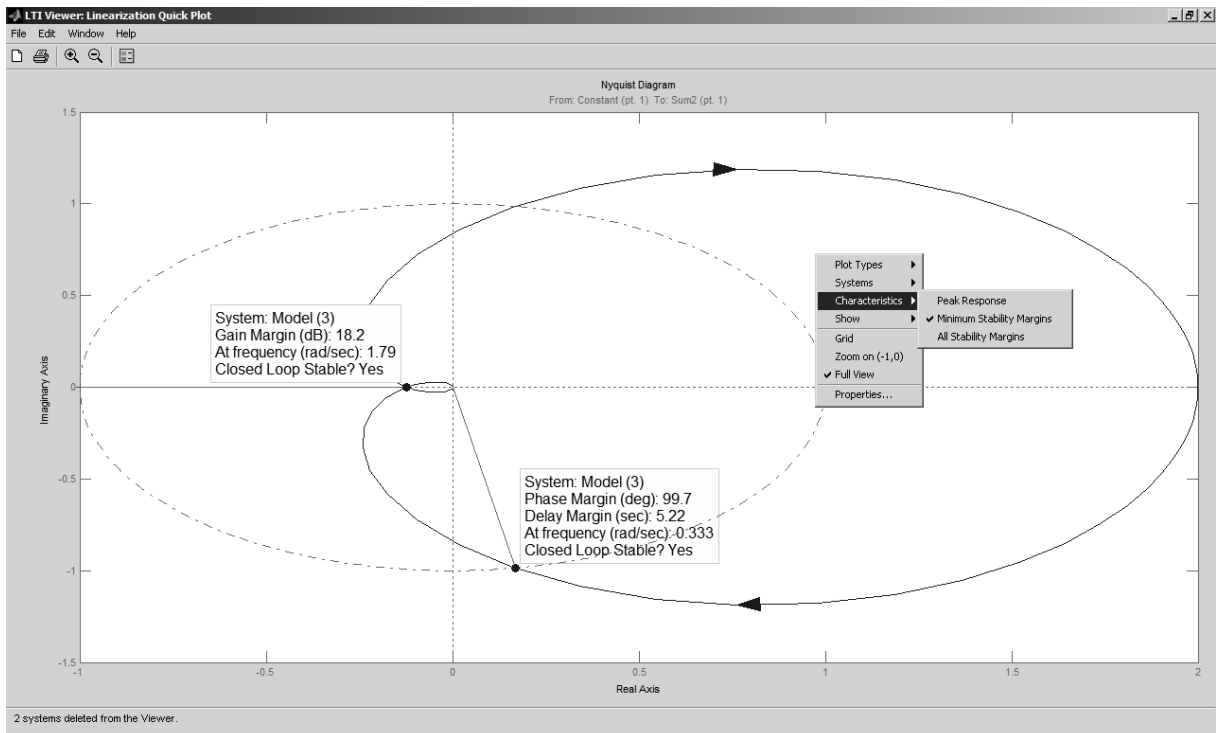 LTI Viewer: Linearization Quick Plot
File Edit Window Help
Nyquist Diagram
From: Constant (pt. 1) To: Sum2 (pt. 1)
1.5
1
0.5
0
-0.5
-1
-1.5
Imaginary Axis
System: Model (3)
Gain Margin (dB): 18.2
At frequency (rad/sec): 1.79
Closed Loop Stable? Yes
Plot Types
Systems
Characteristics
Show
Grid
Zoom on (-1,0)
Full View
Properties...
Peak Response
Minimum Stability Margins
All Stability Margins
System: Model (3)
Phase Margin (deg): 99.7
Delay Margin (sec): 5.22
At frequency (rad/sec): 0.333
Closed Loop Stable? Yes
-1 -0.5 0 0.5 1 1.5 2
Real Axis
2 systems deleted from the Viewer.